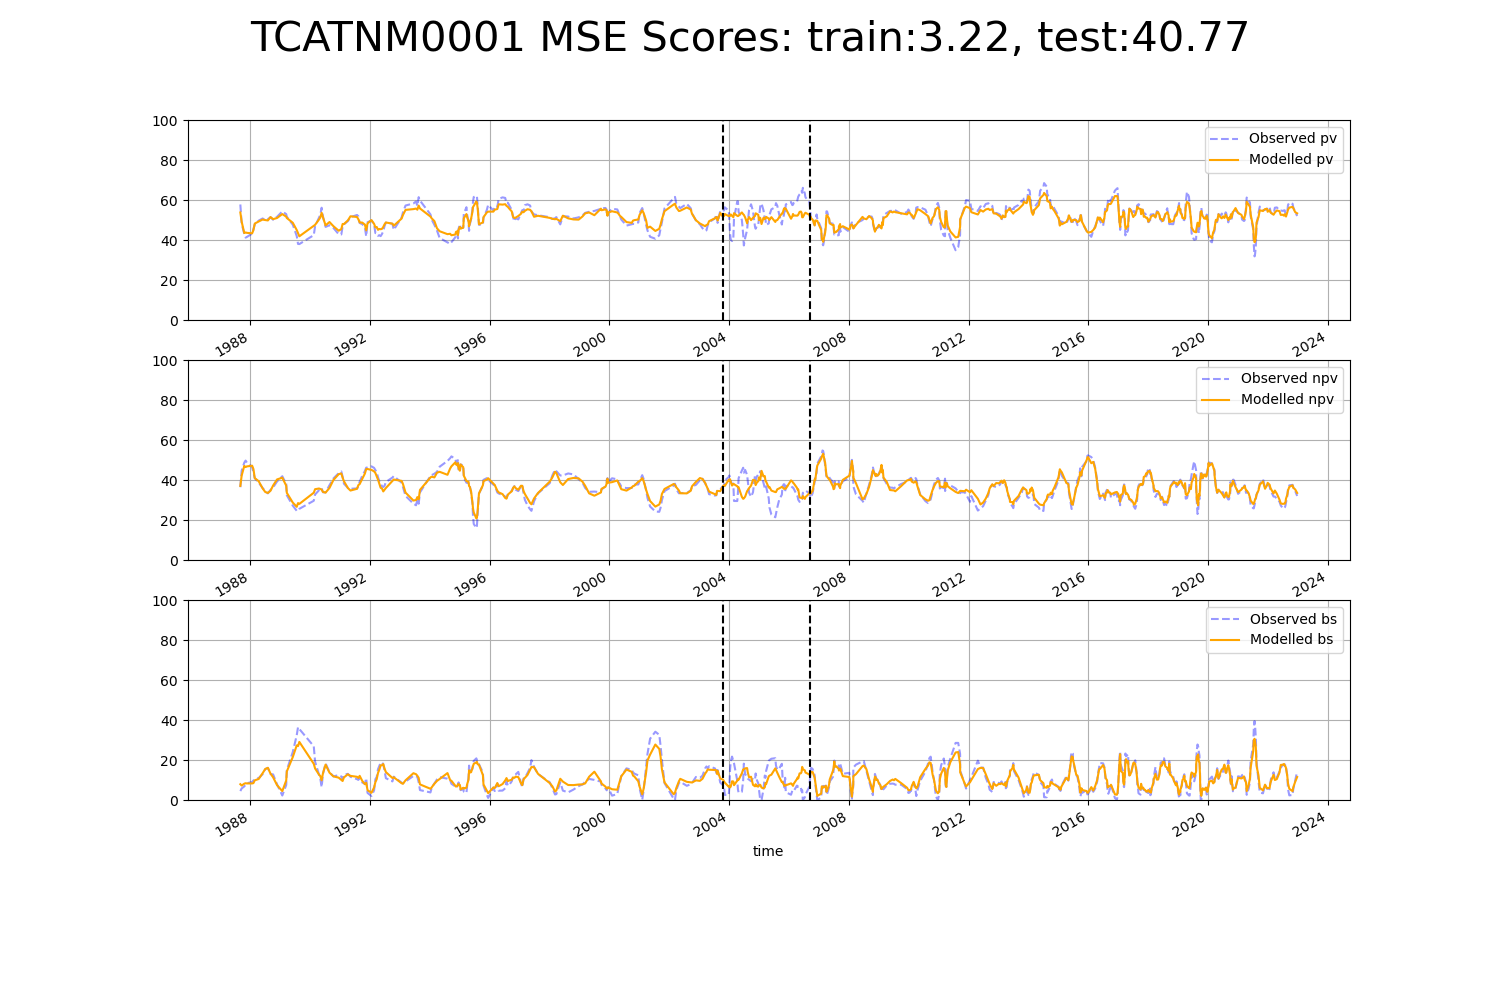 TCATNM0001 MSE Scores: train:3.22, test:40.77
100
80
60
40
20
0
Observed pv
Modelled pv
1988 1992 1996 2000 2004 2008 2012 2016 2020 2024
100
80
60
40
20
0
Observed npv
Modelled npv
1988 1992 1996 2000 2004 2008 2012 2016 2020 2024
100
80
60
40
20
0
Observed bs
Modelled bs
1988 1992 1996 2000 2004 2008 2012 2016 2020 2024
time